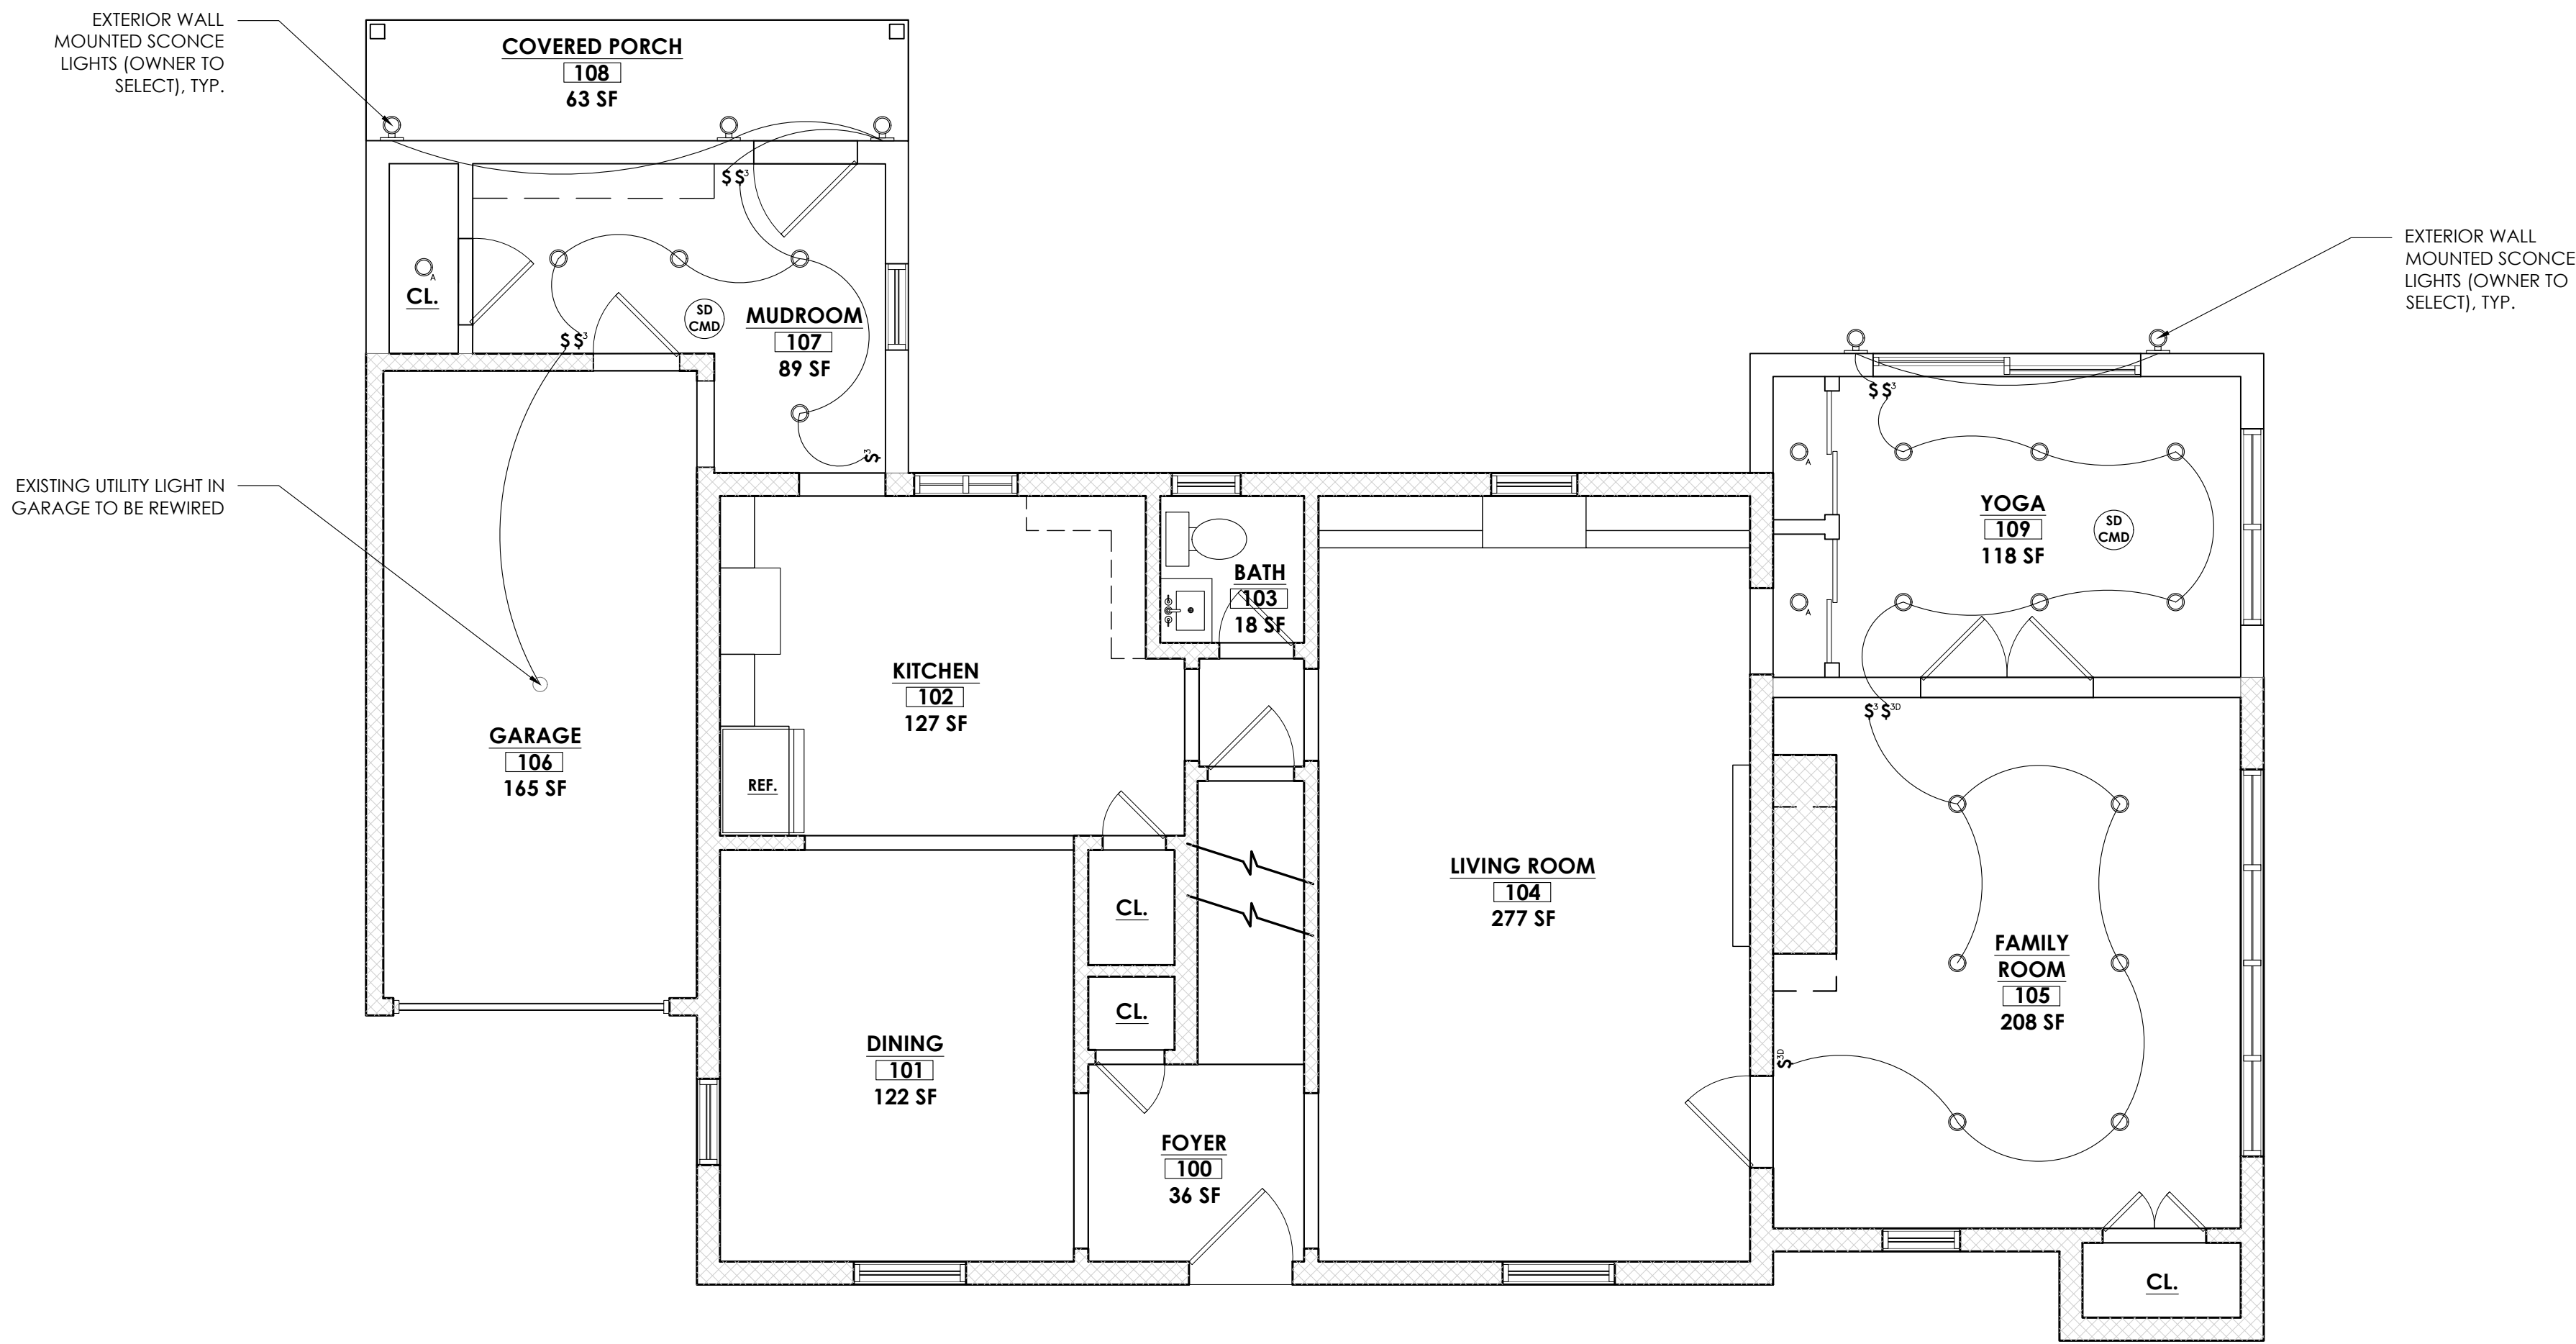 EXTERIOR WALL
MOUNTED SCONCE
LIGHTS (OWNER TO
SELECT), TYP.
COVERED PORCH
108
63 SF
$ $3
A
CL.
SD
CMD
MUDROOM
107
89 SF
$ $3
$3
EXTERIOR WALL
MOUNTED SCONCE
LIGHTS (OWNER TO
SELECT), TYP.
$ $3
A
YOGA
109
118 SF
SD
CMD
A
EXISTING UTILITY LIGHT IN
GARAGE TO BE REWIRED
BATH
103
18 SF
KITCHEN
102
127 SF
REF.
GARAGE
106
165 SF
$3 $3D
LIVING ROOM
104
277 SF
CL.
CL.
FAMILY
ROOM
105
208 SF
$3D
DINING
101
122 SF
FOYER
100
36 SF
CL.